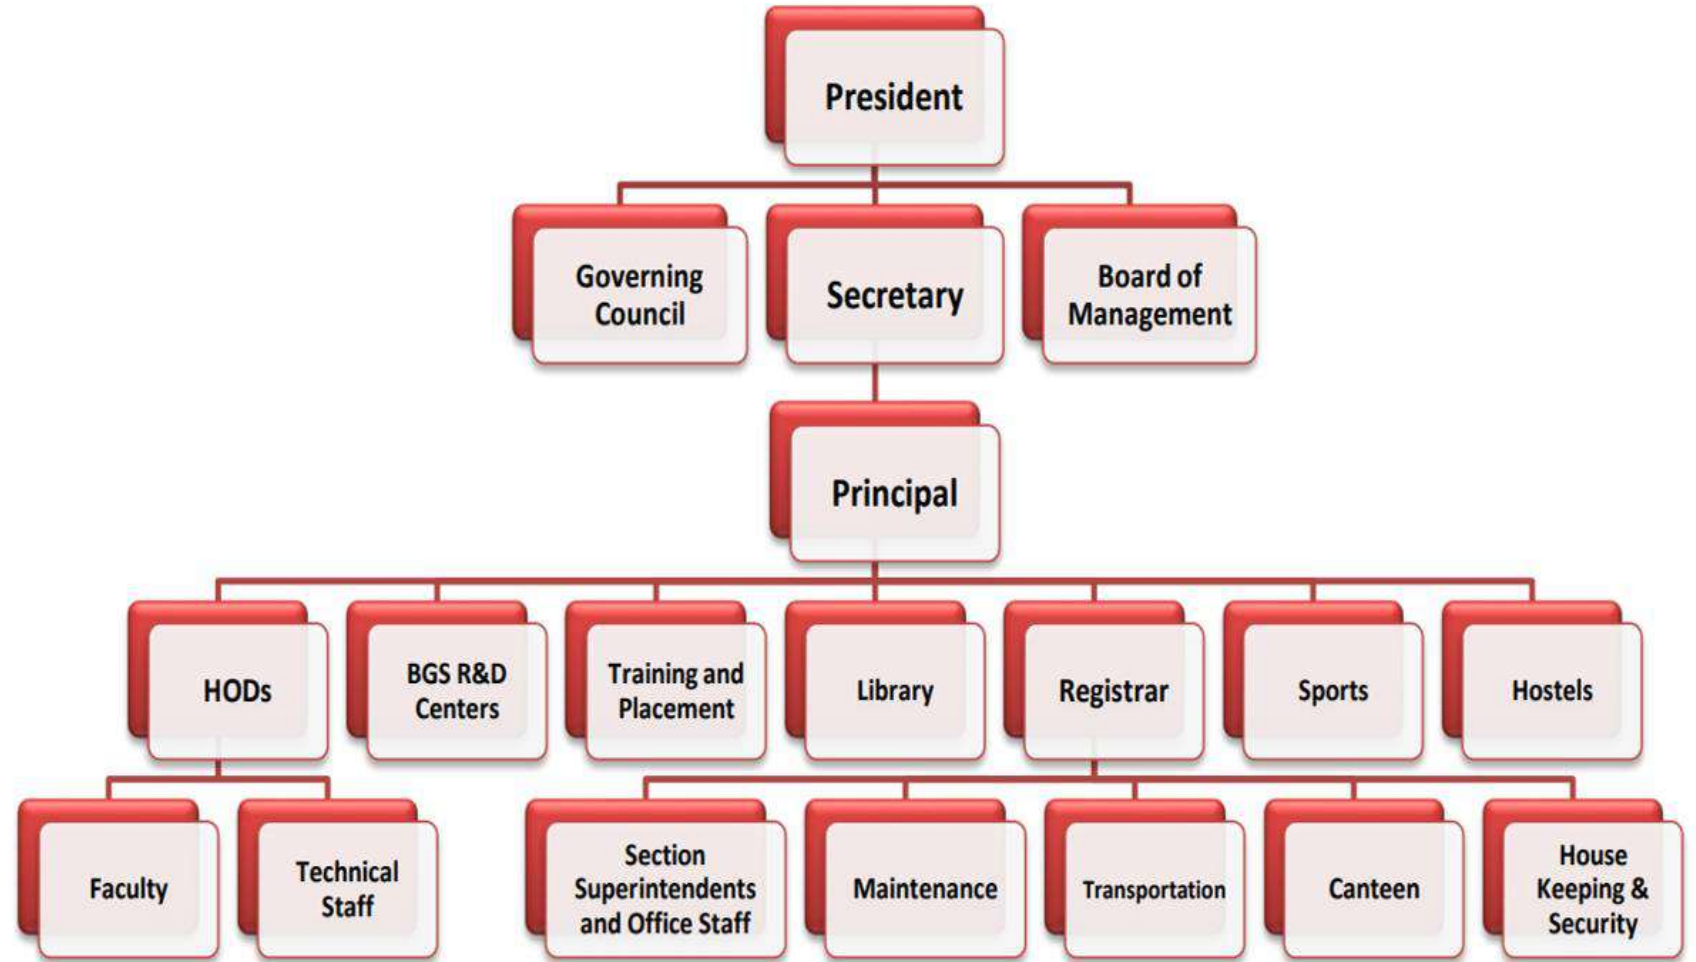 President
Governing
Council
Secretary
Board of
Management
Principal
HODs
BGS R&D
Centers
Training and
Placement
Library
Registrar
Sports
Hostels
Faculty
Technical
Staff
Section
Superintendents
and Office Staff
Maintenance
Transportation
Canteen
House
Keeping &
Security